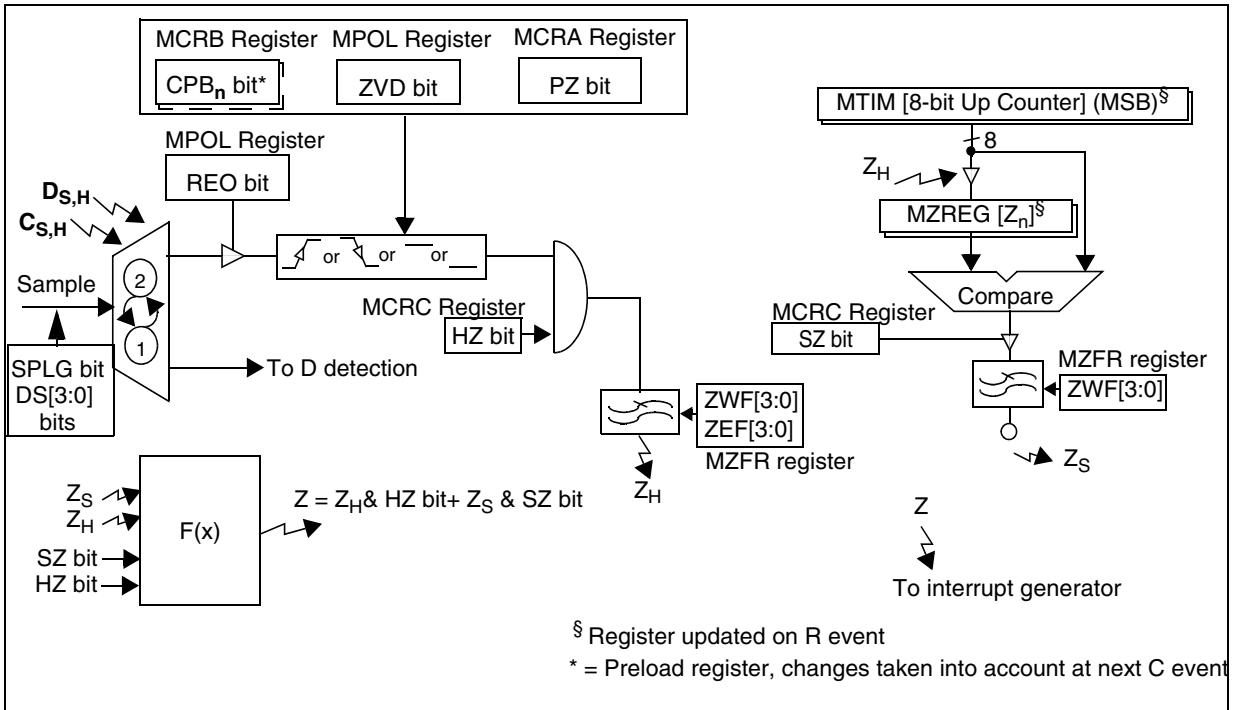 MCRB Register MPOL Register MCRA Register
CPBn bit* ZVD bit PZ bit
MTIM [8-bit Up Counter] (MSB)§
8
ZH
MZREG [Zn]§
Compare
MCRC Register
SZ bit
MZFR register
ZWF[3:0]
ZS
MPOL Register
REO bit
DS,H
CS,H
or or or
Sample
2
1
SPLG bit
DS[3:0]
bits
To D detection
MCRC Register
HZ bit
ZWF[3:0]
ZEF[3:0]
MZFR register
ZH
ZS
ZH
SZ bit
HZ bit
F(x)
Z = ZH& HZ bit+ ZS & SZ bit
Z
To interrupt generator
§ Register updated on R event
* = Preload register, changes taken into account at next C event